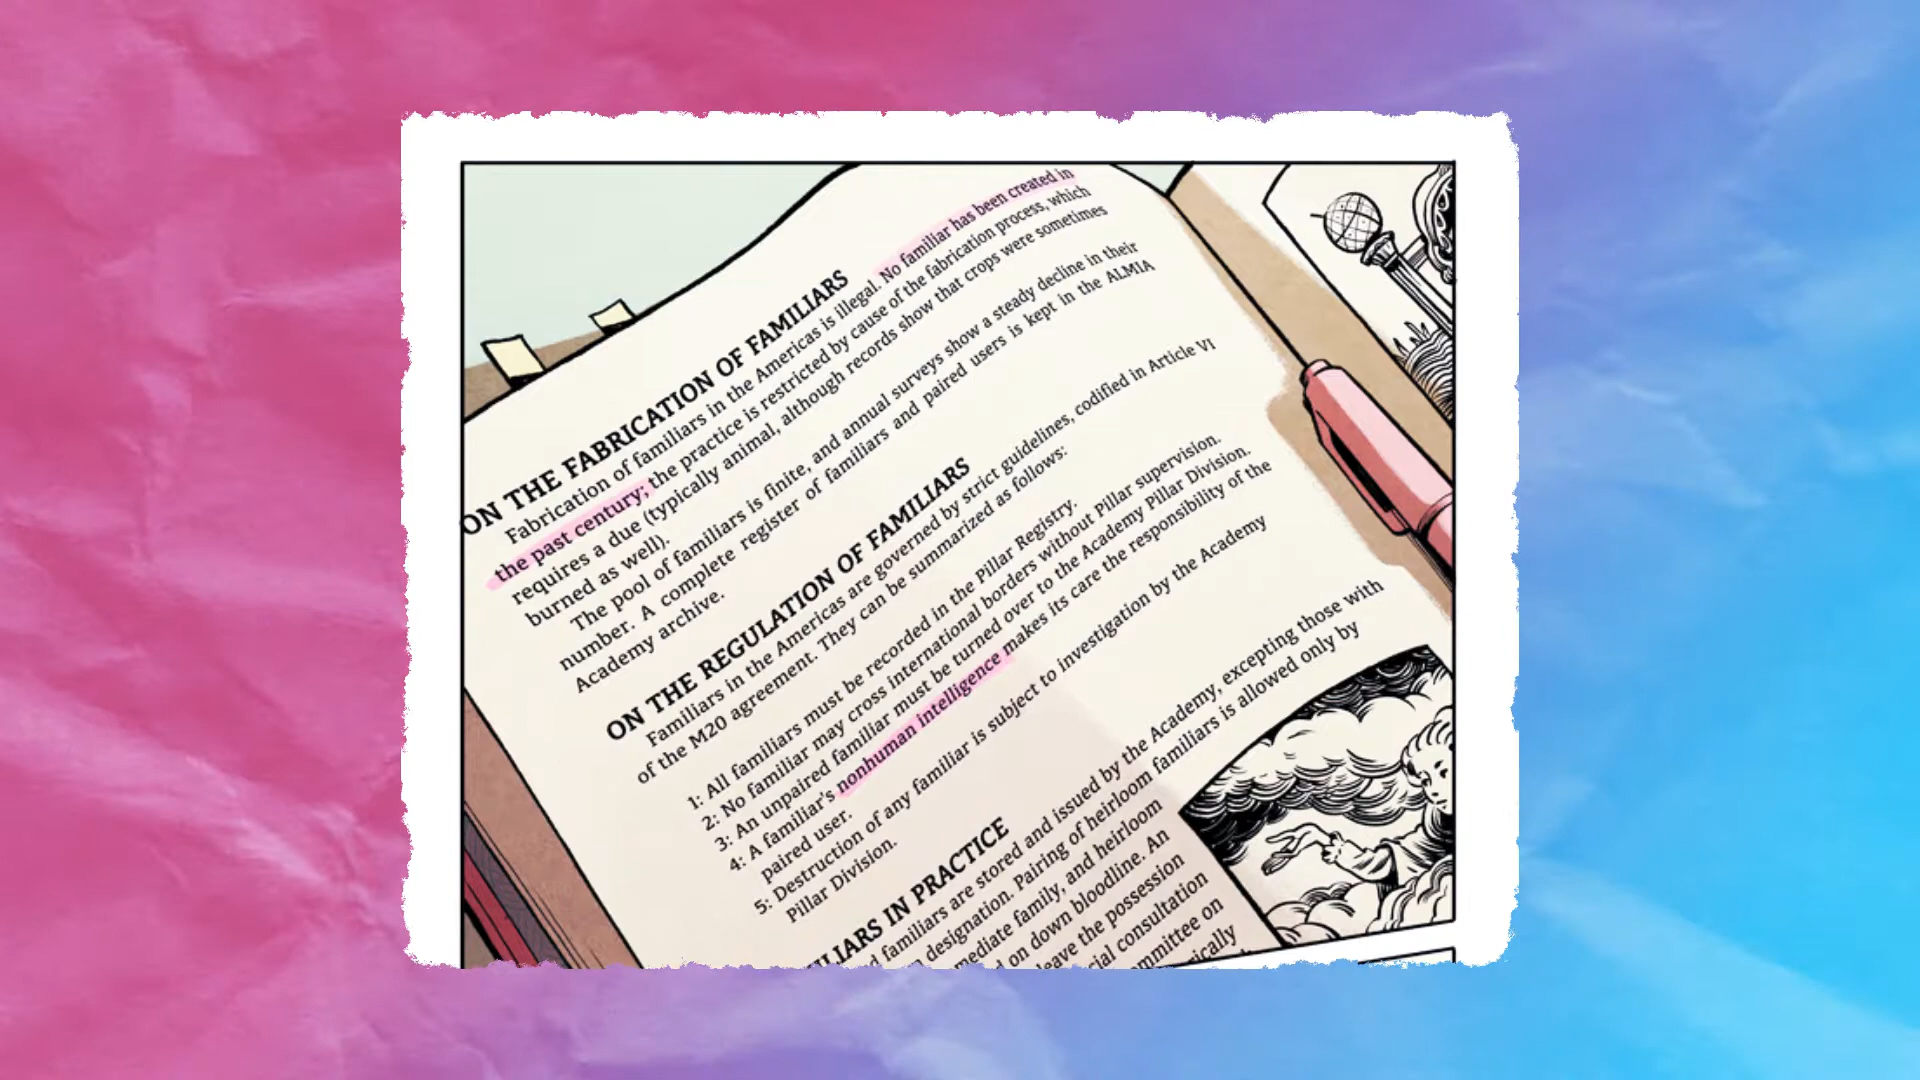 ON THE FABRICATION OF FAMILIARS
Fabrication of familiars in the Americas is illegal. No familiar has been created in
the past century; the practice is restricted by cause of the fabrication process, which
requires a due (typically animal, although records show that crops were sometimes
burned as well).
The pool of familiars is finite, and annual surveys show a steady decline in their
number. A complete register of familiars and paired users is kept in the ALMIA
Academy archive.
ON THE REGULATION OF FAMILIARS
Familiars in the Americas are governed by strict guidelines, codified in Article VI
of the M20 agreement. They can be summarized as follows:
1: All familiars must be recorded in the Pillar Registry.
2: No familiar may cross international borders without Pillar supervision.
3: An unpaired familiar must be turned over to the Academy Pillar Division.
4: A familiar's nonhuman intelligence makes its care the responsibility of the
paired user.
5: Destruction of any familiar is subject to investigation by the Academy
Pillar Division.
LIARS IN PRACTICE
familiars are stored and issued by the Academy, excepting those with
designation. Pairing of heirloom familiars is allowed only by
mediate family, and heirloom
on down bloodline. An
leave the possession
cial consultation
ommittee on
rically